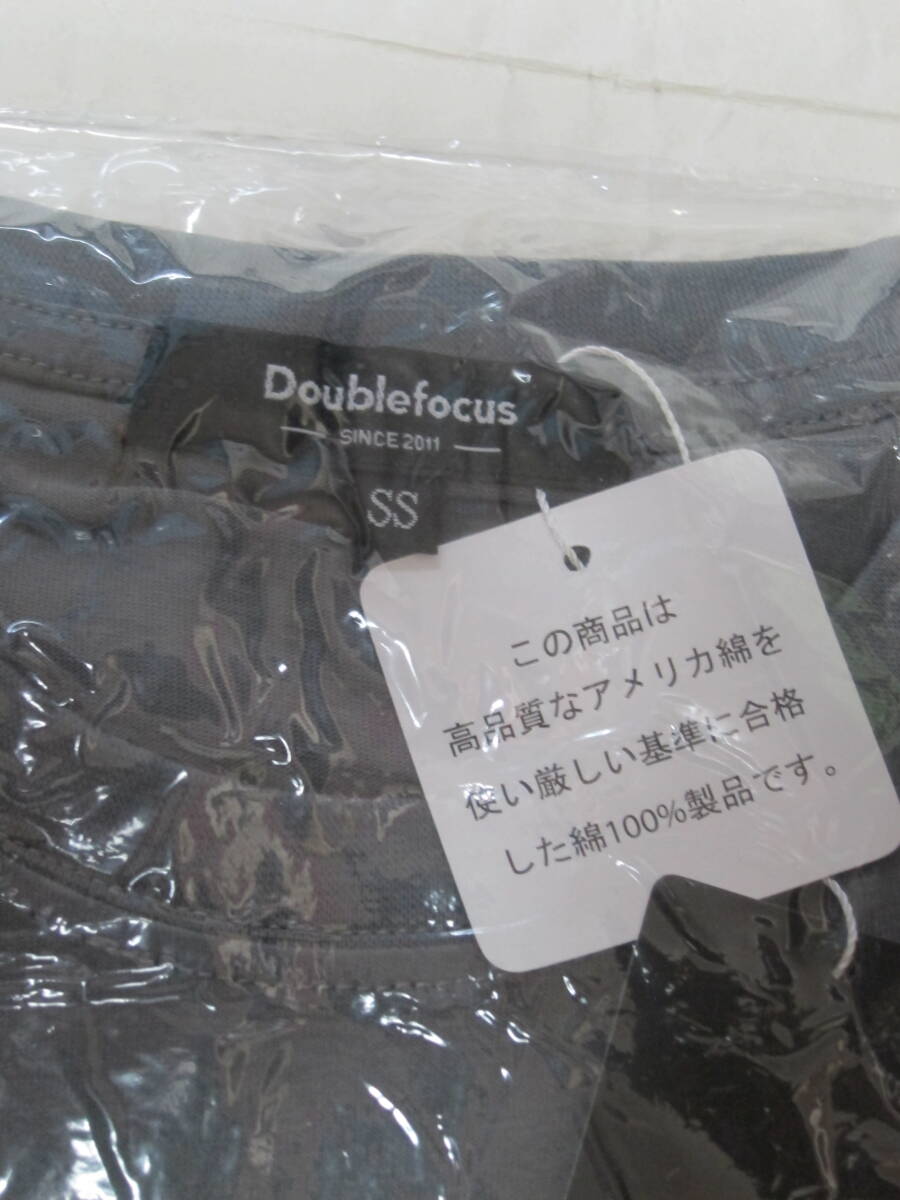 Doublefocus
SINCE 2011
SS
この商品は
高品質なアメリカ綿を
使い厳しい基準に合格
した綿100%製品です。